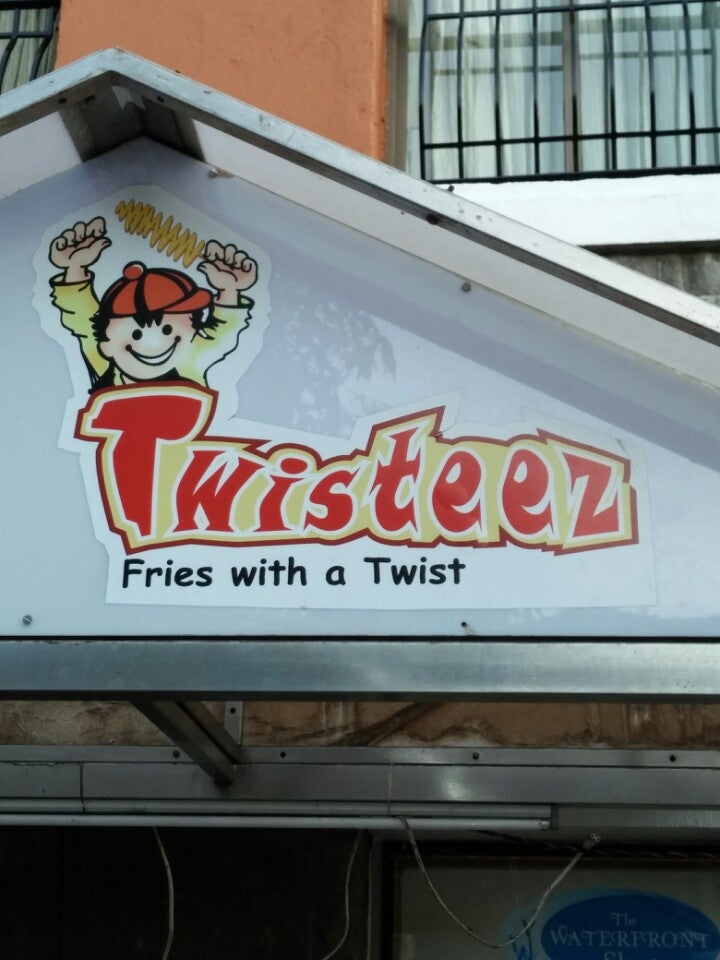 Twisteez
Fries with a Twist
The
WATERFRONT